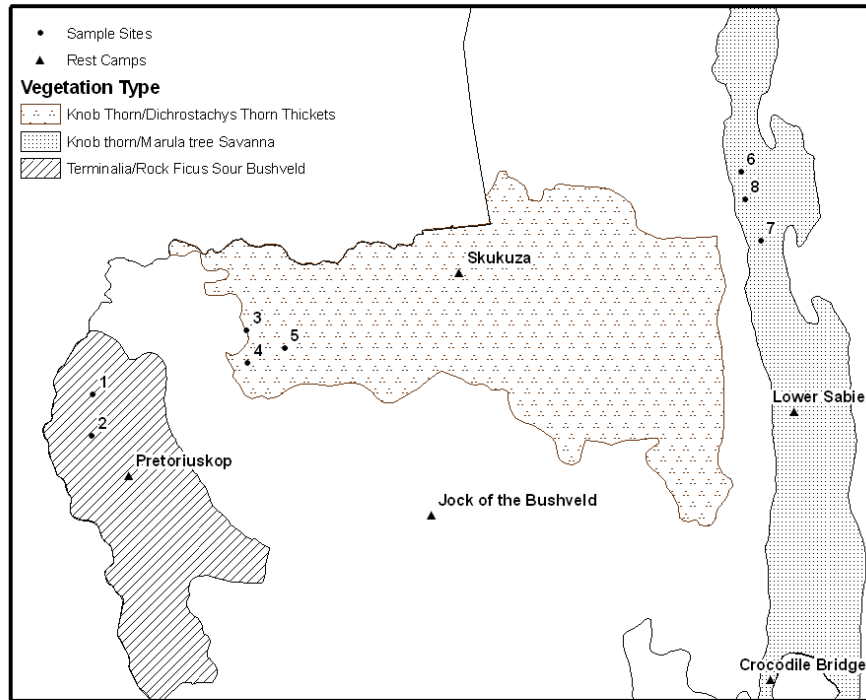 Sample Sites
Rest Camps
Vegetation Type
Knob Thorn/Dichrostachys Thorn Thickets
Knob thorn/Marula tree Savanna
Terminalia/Rock Ficus Sour Bushveld
6
8
7
Skukuza
3
5
4
1
Lower Sabie
2
Pretoriuskop
Jock of the Bushveld
Crocodile Bridge